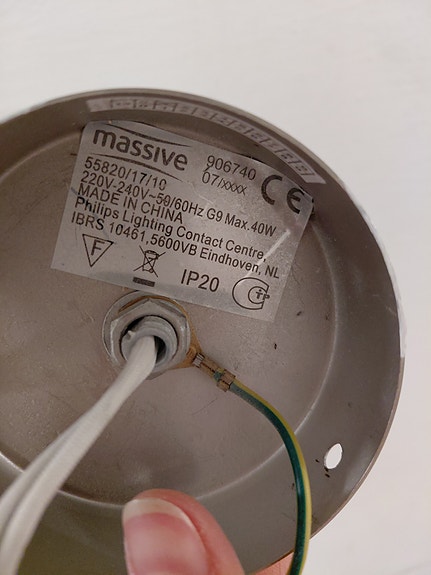 massive
906740
55820/17/10
07/xxxx
CE
220V-240V~50/60Hz G9 Max.40W
MADE IN CHINA
Philips Lighting Contact Centre,
IBRS 10461,5600VB Eindhoven, NL
F
IP20